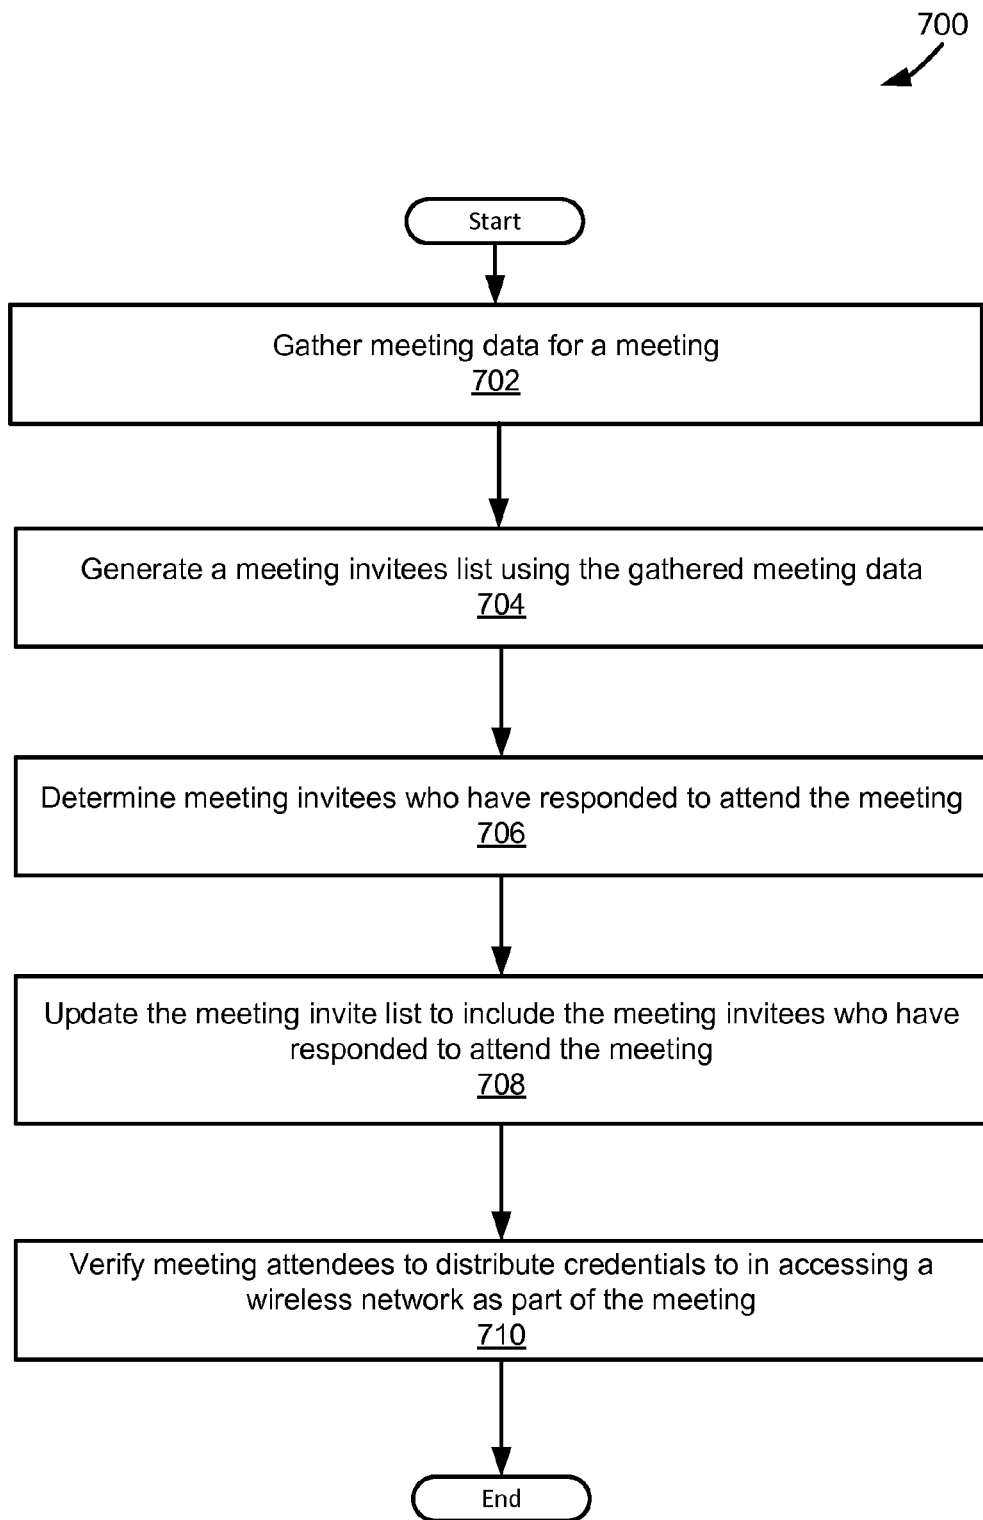 700
Start
Gather meeting data for a meeting
702
Generate a meeting invitees list using the gathered meeting data
704
Determine meeting invitees who have responded to attend the meeting
706
Update the meeting invite list to include the meeting invitees who have
responded to attend the meeting
708
Verify meeting attendees to distribute credentials to in accessing a
wireless network as part of the meeting
710
End